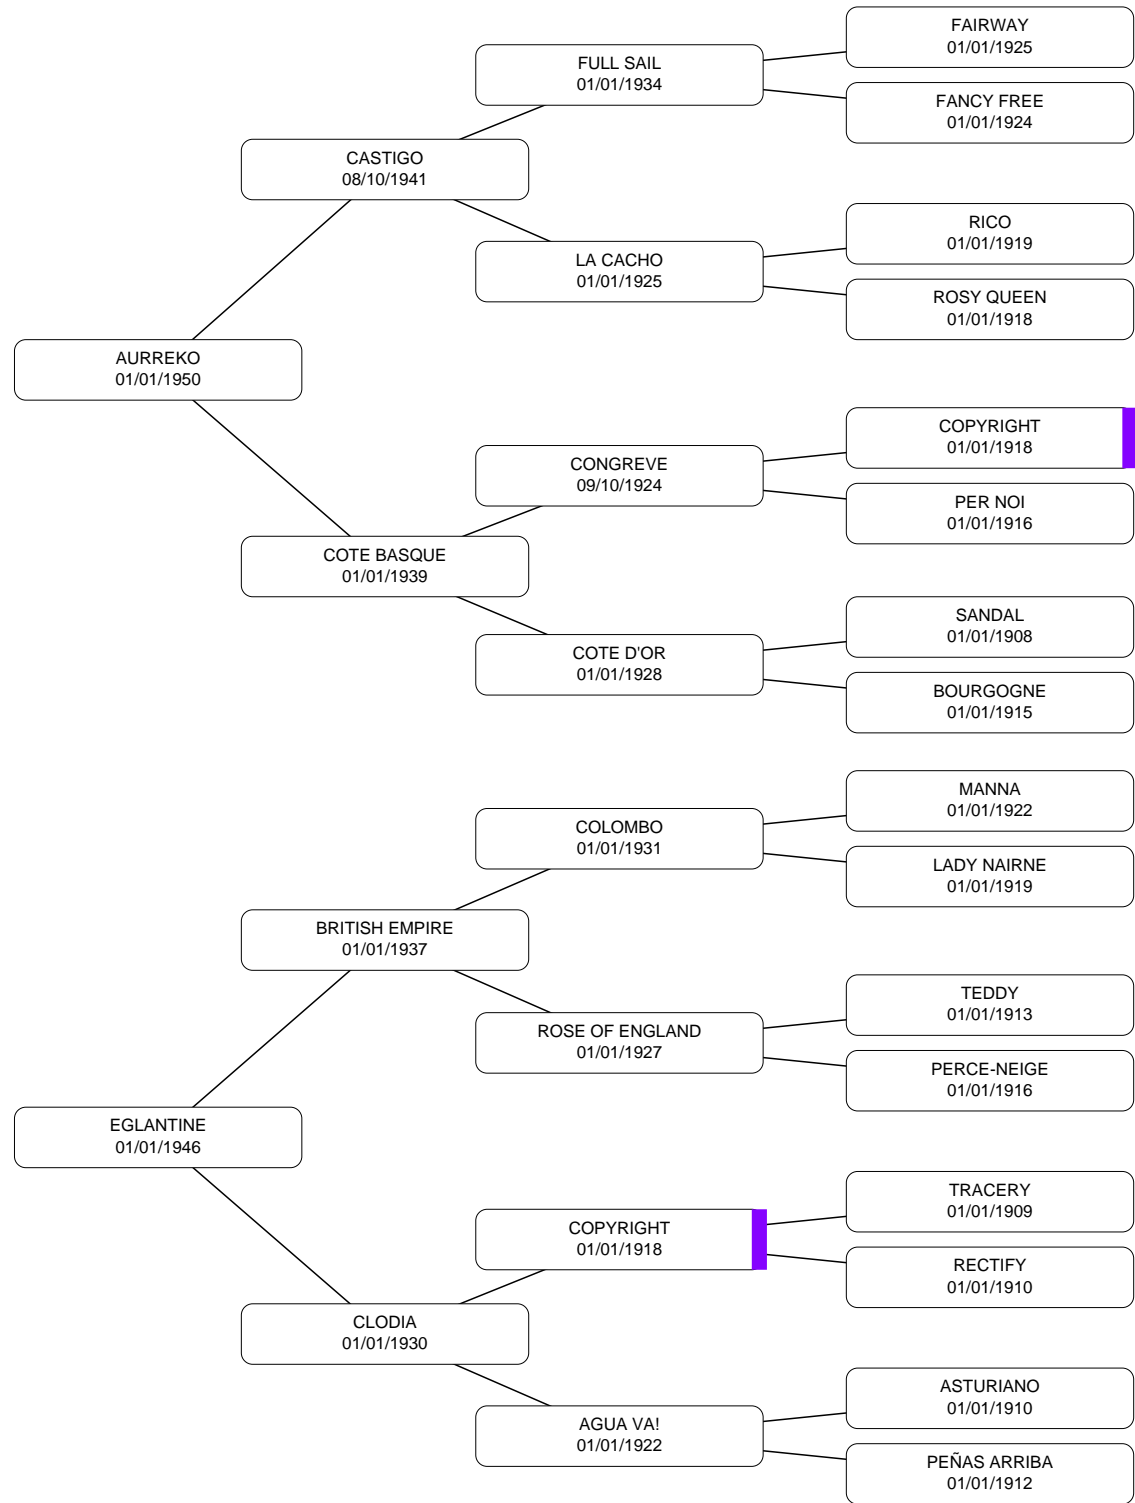 FAIRWAY
01/01/1925
FULL SAIL
01/01/1934
FANCY FREE
01/01/1924
CASTIGO
08/10/1941
RICO
01/01/1919
LA CACHO
01/01/1925
ROSY QUEEN
01/01/1918
AURREKO
01/01/1950
COPYRIGHT
01/01/1918
CONGREVE
09/10/1924
PER NOI
01/01/1916
COTE BASQUE
01/01/1939
SANDAL
01/01/1908
COTE D'OR
01/01/1928
BOURGOGNE
01/01/1915
MANNA
01/01/1922
COLOMBO
01/01/1931
LADY NAIRNE
01/01/1919
BRITISH EMPIRE
01/01/1937
TEDDY
01/01/1913
ROSE OF ENGLAND
01/01/1927
PERCE-NEIGE
01/01/1916
EGLANTINE
01/01/1946
TRACERY
01/01/1909
COPYRIGHT
01/01/1918
RECTIFY
01/01/1910
CLODIA
01/01/1930
ASTURIANO
01/01/1910
AGUA VA!
01/01/1922
PEÑAS ARRIBA
01/01/1912